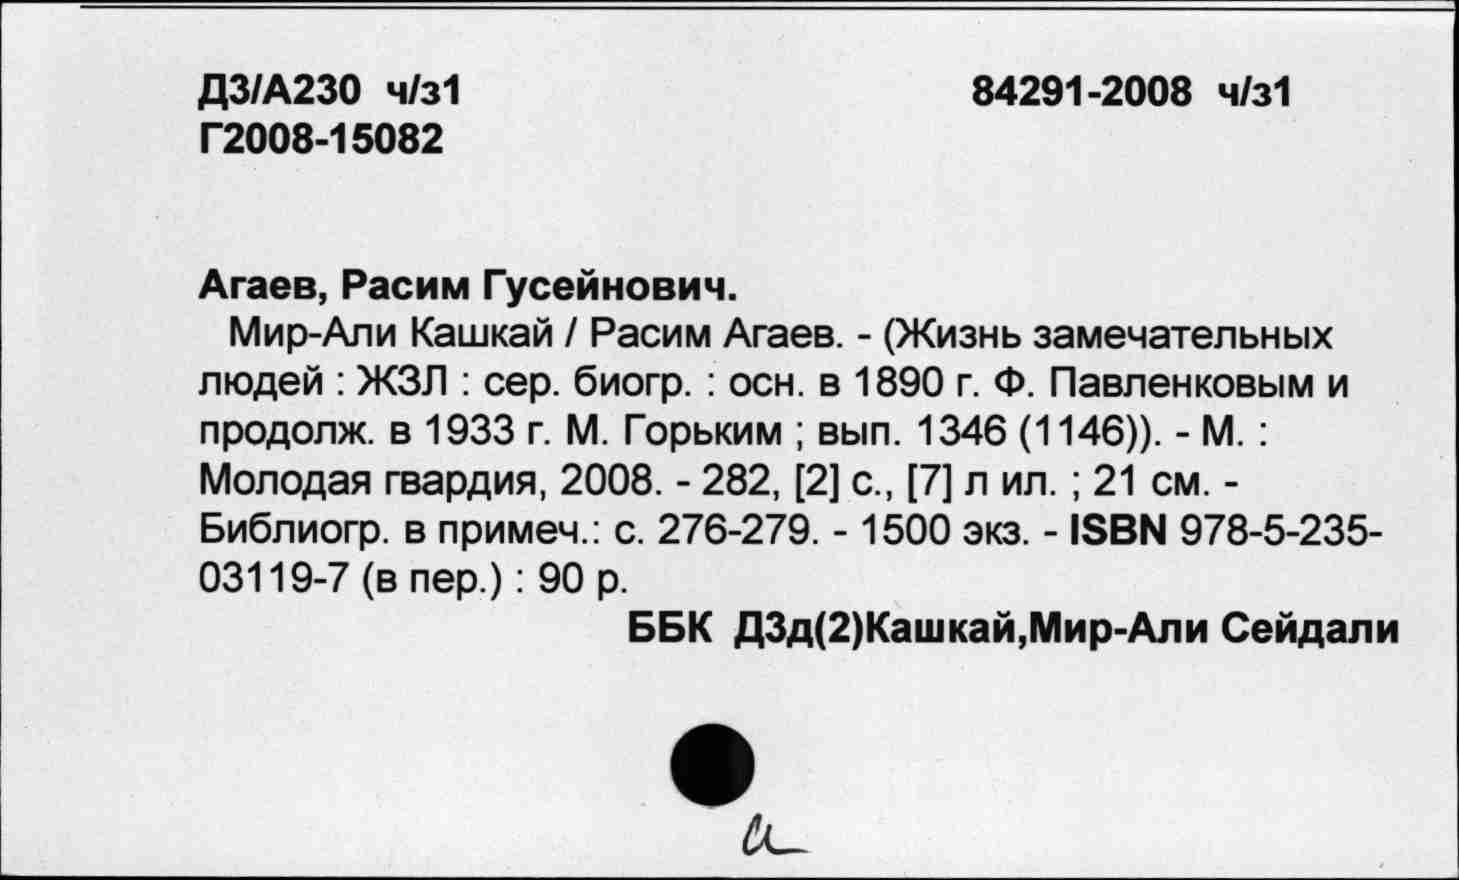 Д3/А230 ч/з1 84291-2008 ч/з1
Г2008-15082
Агаев, Расим Гусейнович.
Мир-Али Кашкай / Расим Агаев. - (Жизнь замечательных
людей : ЖЗЛ : сер. биогр. : осн. в 1890 г. Ф. Павленковым и
продолж. в 1933 г. М. Горьким ; вып. 1346 (1146)). - М. :
Молодая гвардия, 2008. - 282, [2] с., [7] л ил. ; 21 см. -
Библиогр. в примеч.: с. 276-279. - 1500 экз. - ISBN 978-5-235-
03119-7 (в пер.) : 90 р.
ББК Д3д(2)Кашкай,Мир-Али Сейдали